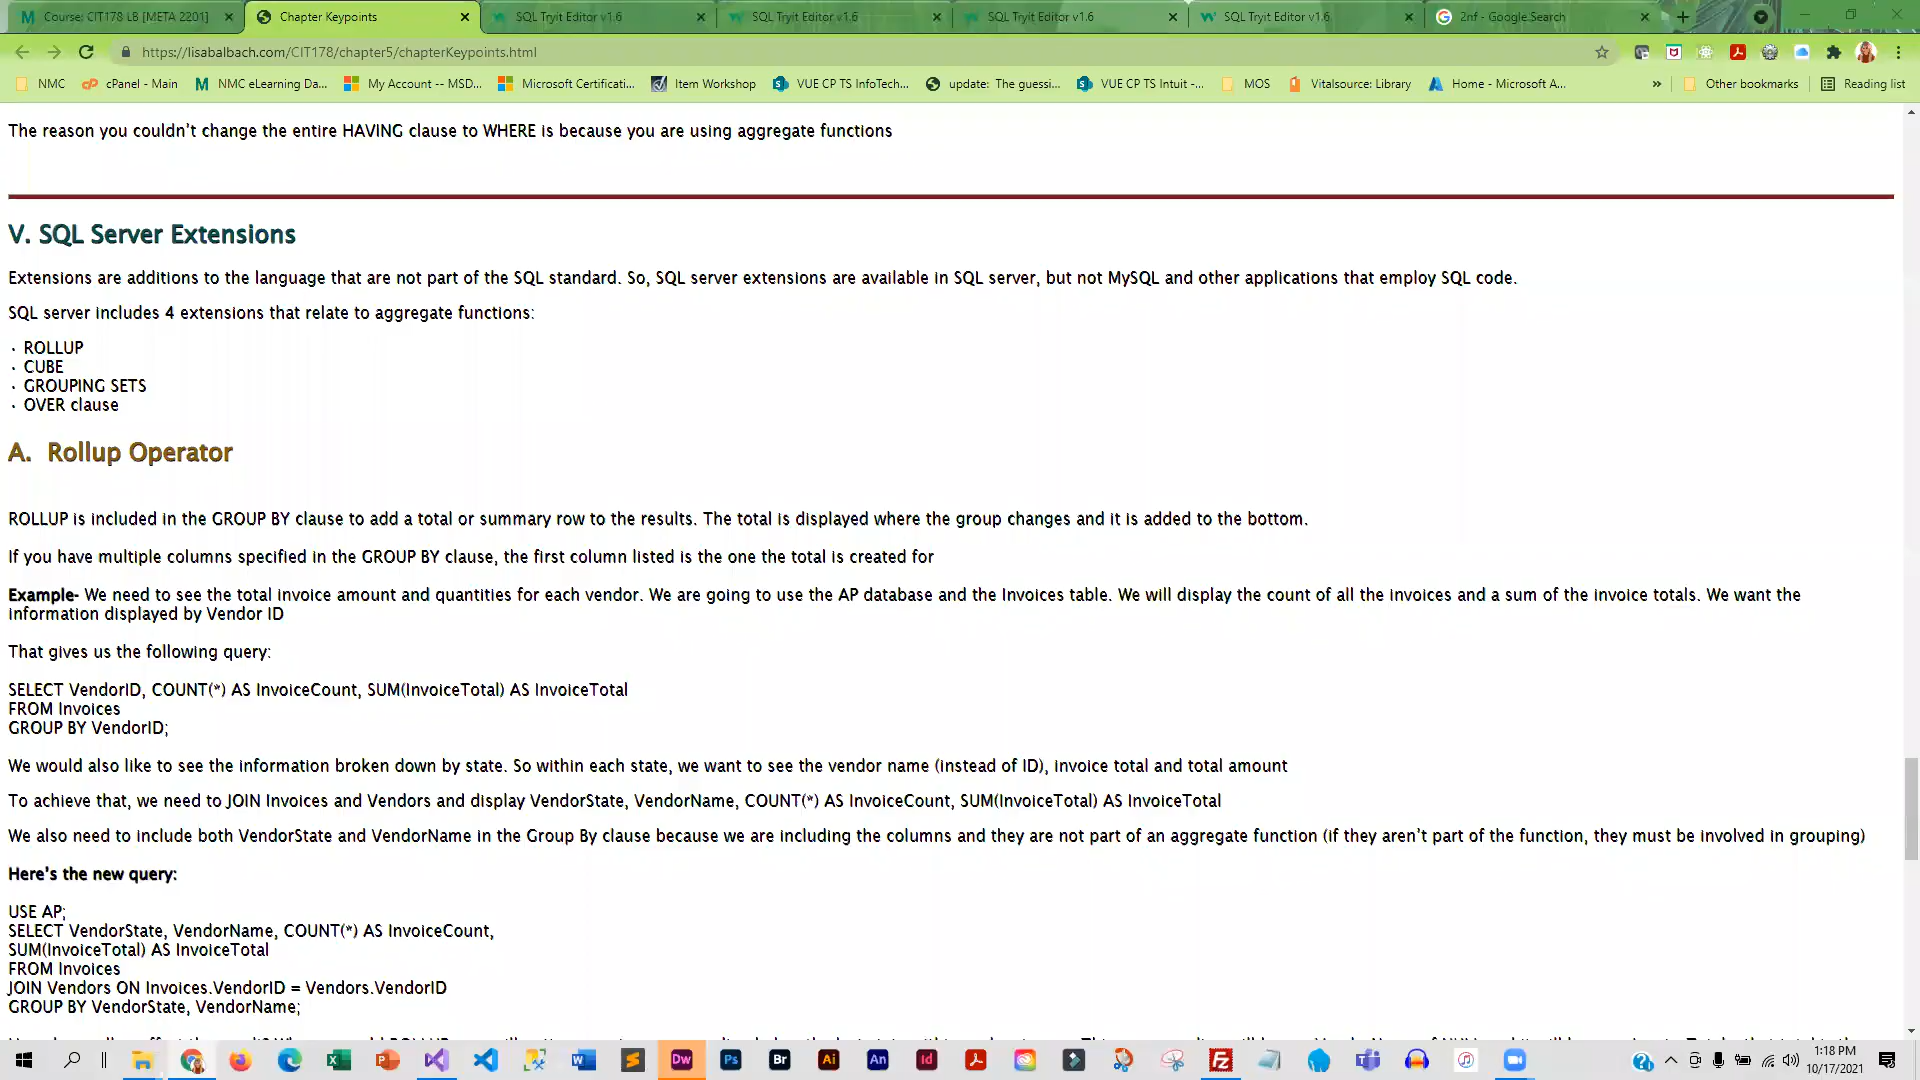 Course: CIT178 LB [META 2201]
Chapter Keypoints
SQL Tryit Editor v1.6
SQL Tryit Editor v1.6
SQL Tryit Editor v1.6
SQL Tryit Editor v1.6
2nf - Google Search
https://lisabalbach.com/CIT178/chapter5/chapterKeypoints.html
NMC
cPanel - Main
NMC eLearning Da...
My Account -- MSD...
Microsoft Certificati...
Item Workshop
VUE CP TS InfoTech...
update: The guessi...
VUE CP TS Intuit -...
MOS
Vitalsource: Library
Home - Microsoft A...
»
Other bookmarks
Reading list
The reason you couldn't change the entire HAVING clause to WHERE is because you are using aggregate functions
V. SQL Server Extensions
Extensions are additions to the language that are not part of the SQL standard. So, SQL server extensions are available in SQL server, but not MySQL and other applications that employ SQL code.
SQL server includes 4 extensions that relate to aggregate functions:
· ROLLUP
· CUBE
· GROUPING SETS
· OVER clause
A. Rollup Operator
ROLLUP is included in the GROUP BY clause to add a total or summary row to the results. The total is displayed where the group changes and it is added to the bottom.
If you have multiple columns specified in the GROUP BY clause, the first column listed is the one the total is created for
Example- We need to see the total invoice amount and quantities for each vendor. We are going to use the AP database and the Invoices table. We will display the count of all the invoices and a sum of the invoice totals. We want the
information displayed by Vendor ID
That gives us the following query:
SELECT VendorID, COUNT(*) AS InvoiceCount, SUM(InvoiceTotal) AS InvoiceTotal
FROM Invoices
GROUP BY VendorID;
We would also like to see the information broken down by state. So within each state, we want to see the vendor name (instead of ID), invoice total and total amount
To achieve that, we need to JOIN Invoices and Vendors and display VendorState, VendorName, COUNT(*) AS InvoiceCount, SUM(InvoiceTotal) AS InvoiceTotal
We also need to include both VendorState and VendorName in the Group By clause because we are including the columns and they are not part of an aggregate function (if they aren't part of the function, they must be involved in grouping)
Here's the new query:
USE AP;
SELECT VendorState, VendorName, COUNT(*) AS InvoiceCount,
SUM(InvoiceTotal) AS InvoiceTotal
FROM Invoices
JOIN Vendors ON Invoices.VendorID = Vendors.VendorID
GROUP BY VendorState, VendorName;
Dw
Ps
Br
Ai
An
Id
1:18 PM
10/17/2021